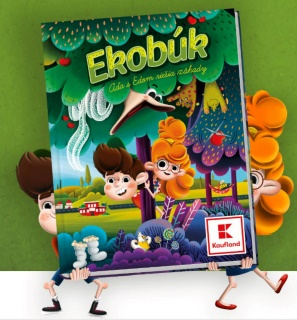 Ekobúk
Ada s Edom riešia záhady
K
Kaufland